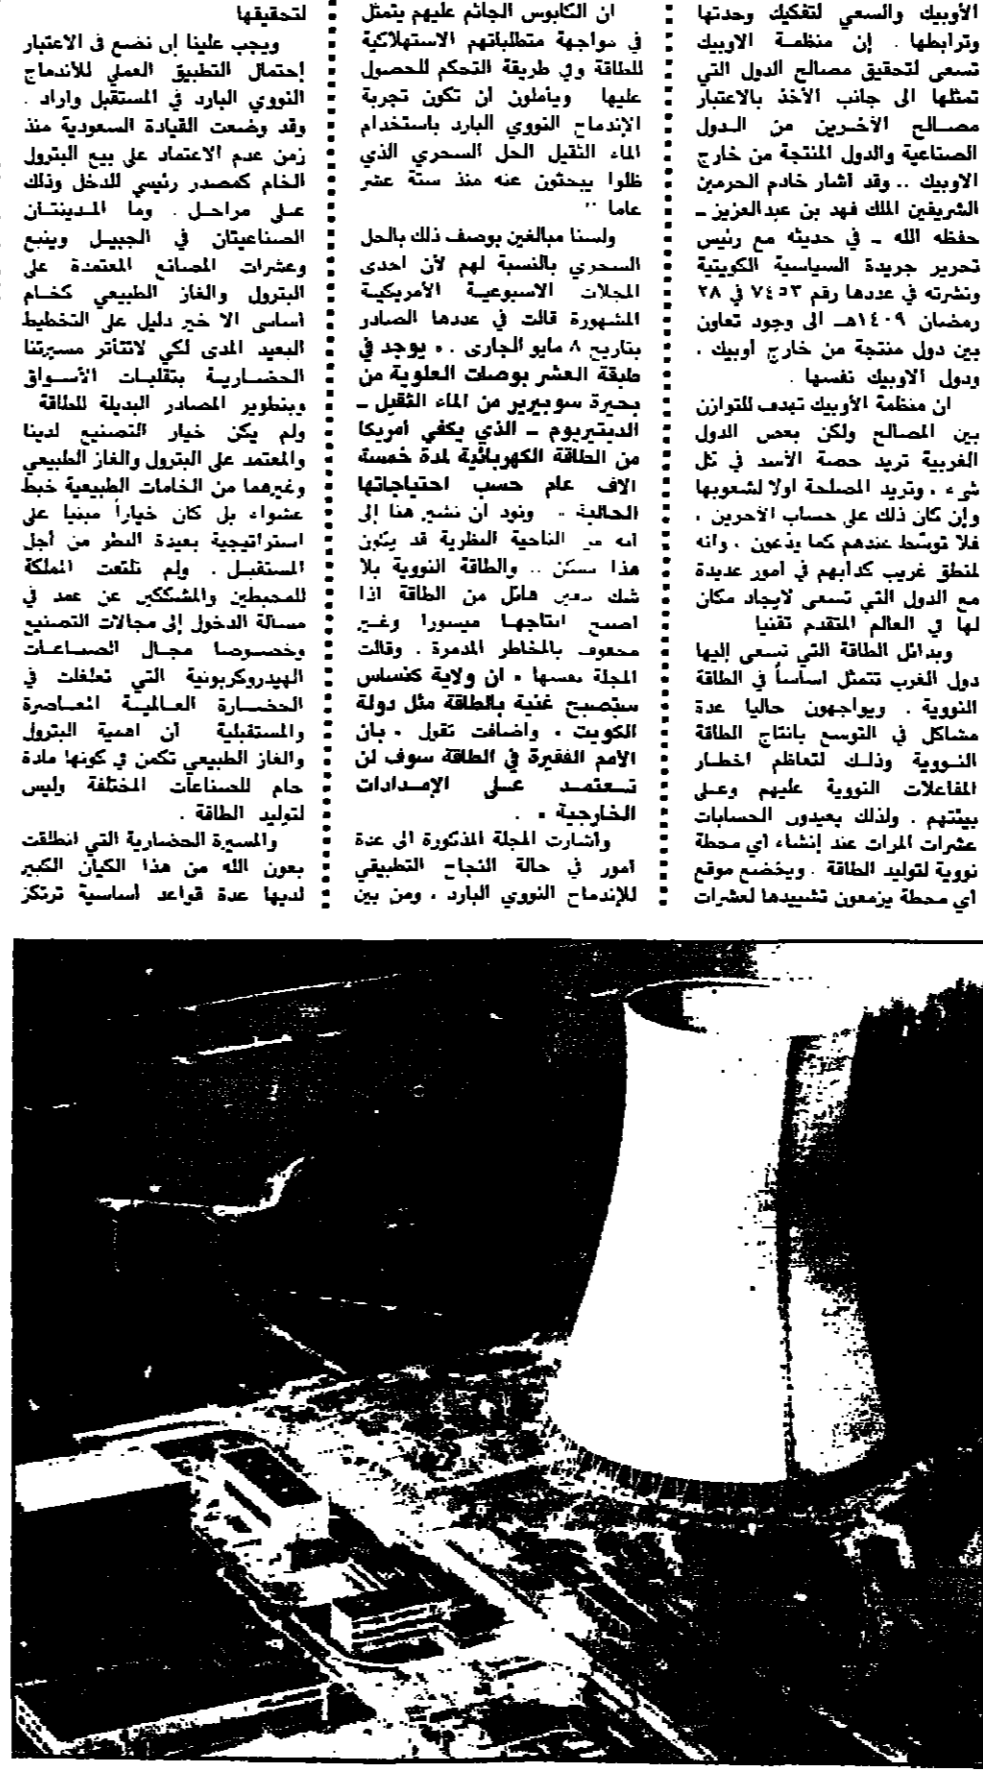 الأوبيك والسعي لتفكيك وحدتها
وترابطها . إن منظمة الاوبيك
تسعى لتحقيق مصالح الدول التي
تمثلها الى جانب الأخذ بالاعتبار
مصالح الأخرين من الدول
الصناعية والدول المنتجة من خارج
الاوبيك .. وقد اشار خادم الحرمين
الشريفين الملك فهد بن عبدالعزيز ـ
حفظه الله ـ في حديثه مع رئيس
تحرير جريدة السياسية الكويتية
ونشرته في عددها رقم ٧٤٥٣ في ٢٨
رمضان ١٤٠٩هـ الى وجود تعاون
بين دول منتجة من خارج اوبيك ،
ودول الاوبيك نفسها .
ان منظمة الأوبيك تهدف للتوازن
بين المصالح ولكن بعض الدول
الغربية تريد حصة الأسد في كل
شيء ، وتريد المصلحة اولا لشعوبها
وإن كان ذلك على حساب الآخرين ،
فلا توسّط عندهم كما يدّعون ، وانه
لمنطق غريب كدابهم في امور عديدة
مع الدول التي تسعى لايجاد مكان
لها في العالم المتقدم تقنيا
وبدائل الطاقة التي تسعى إليها
دول الغرب تتمثل اساساً في الطاقة
النووية . ويواجهون حاليا عدة
مشاكل في التوسع بانتاج الطاقة
النووية وذلك لتعاظم اخطار
المفاعلات النووية عليهم وعلى
بيئتهم . ولذلك يعيدون الحسابات
عشرات المرات عند إنشاء أي محطة
نووية لتوليد الطاقة . ويخضع موقع
أي محطة يزمعون تشييدها لعشرات
ان الكابوس الجاثم عليهم يتمثل
في مواجهة متطلباتهم الاستهلاكية
للطاقة وفي طريقة التحكم للحصول
عليها ويأملون أن تكون تجربة
الإندماج النووي البارد باستخدام
الماء الثقيل الحل السحري الذي
ظلوا يبحثون عنه منذ ستة عشر
عاما "
ولسنا مبالغين بوصف ذلك بالحل
السحري بالنسبة لهم لأن احدى
المجلات الاسبوعية الأمريكية
المشهورة قالت في عددها الصادر
بتاريخ ٨ مايو الجارى . « يوجد في
طبقة العشر بوصات العلوية من
بحيرة سوبيرير من الماء الثقيل ـ
الديتيريوم ـ الذي يكفي أمريكا
من الطاقة الكهربائية لمدة خمسة
الاف عام حسب احتياجاتها
الحالية » ونود أن نشير هنا إلى
أنه من الناحية النظرية قد يكون
هذا ممكن .. والطاقة النووية بلا
شك معين هائل من الطاقة اذا
اصبح انتاجها ميسورا وغير
محفوف بالمخاطر المدمرة . وقالت
المجلة نفسها « ان ولاية كنساس
ستصبح غنية بالطاقة مثل دولة
الكويت » واضافت تقول « بان
الأمم الفقيرة في الطاقة سوف لن
تستعتمد على الإمدادات
الخارجية » .
وأشارت المجلة المذكورة الى عدة
أمور في حالة النجاح التطبيقي
للإندماج النووي البارد ، ومن بين
لتحقيقها
ويجب علينا إن نضع فى الاعتبار
إحتمال التطبيق العملي للأندماج
النووي البارد في المستقبل واراد .
وقد وضعت القيادة السعودية منذ
زمن عدم الاعتماد على بيع البترول
الخام كمصدر رئيسي للدخل وذلك
على مراحل . وما المدينتان
الصناعيتان في الجبيل وينبع
وعشرات المصانع المعتمدة على
البترول والغاز الطبيعي كخام
أساسى الا خير دليل على التخطيط
البعيد المدى لكي لاتتأثر مسيرتنا
الحضارية بتقلبات الأسواق
وبتطوير المصادر البديلة للطاقة
ولم يكن خيار التصنيع لدينا
والمعتمد على البترول والغاز الطبيعي
وغيرهما من الخامات الطبيعية خبط
عشواء بل كان خياراً مبنيا على
استراتيجية بعيدة النظر من أجل
المستقبل . ولم تلتفت المملكة
للمحبطين والمشككين عن عمد في
مسالة الدخول إلى مجالات التصنيع
وخصوصا مجال الصناعات
الهيدروكربونية التي تغلغلت في
الحضارة العالمية المعاصرة
والمستقبلية أن اهمية البترول
والغاز الطبيعي تكمن في كونها مادة
خام للصناعات المختلفة وليس
لتوليد الطاقة .
والمسيرة الحضارية التي انطلقت
بعون الله من هذا الكيان الكبير
لديها عدة قواعد أساسية ترتكز